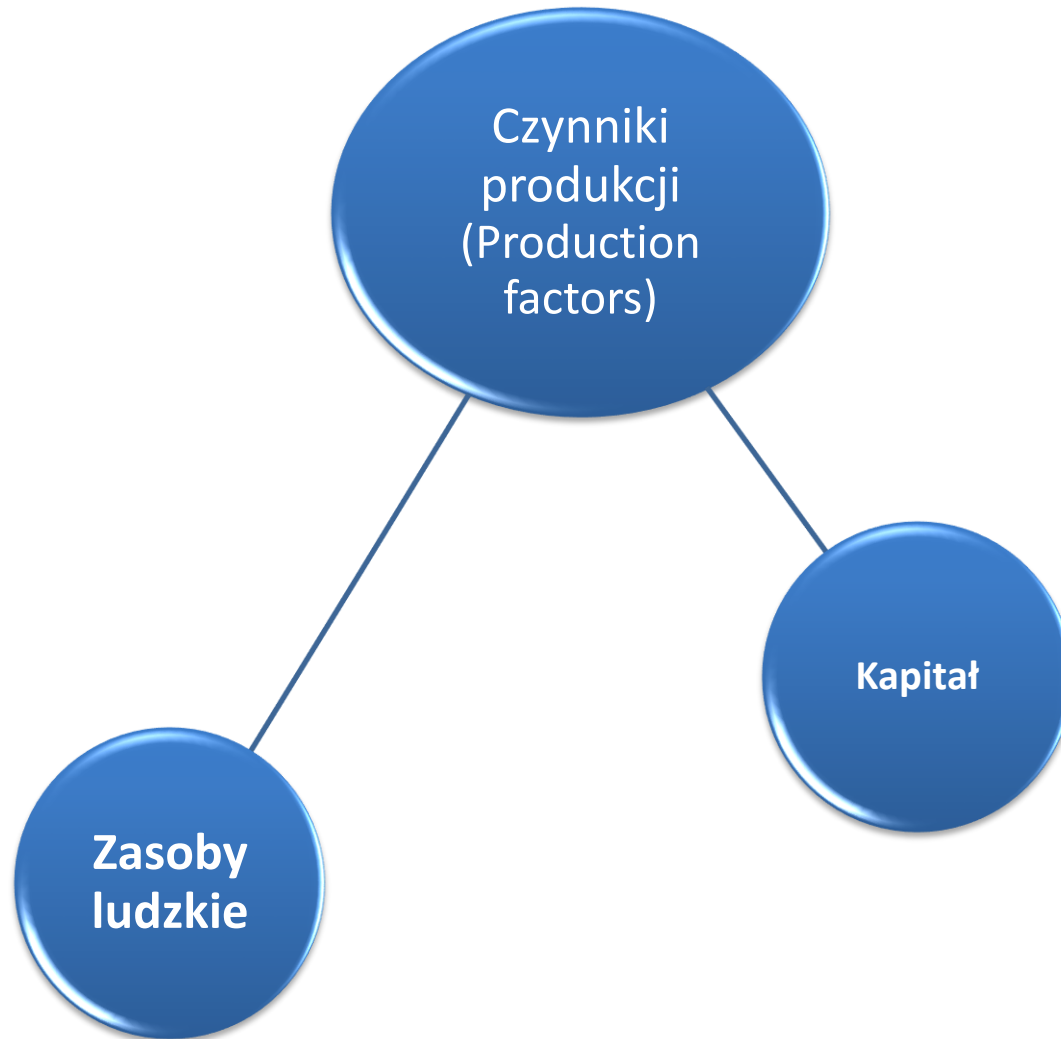 Czynniki
produkcji
(Production
factors)
Kapitał
Zasoby
ludzkie